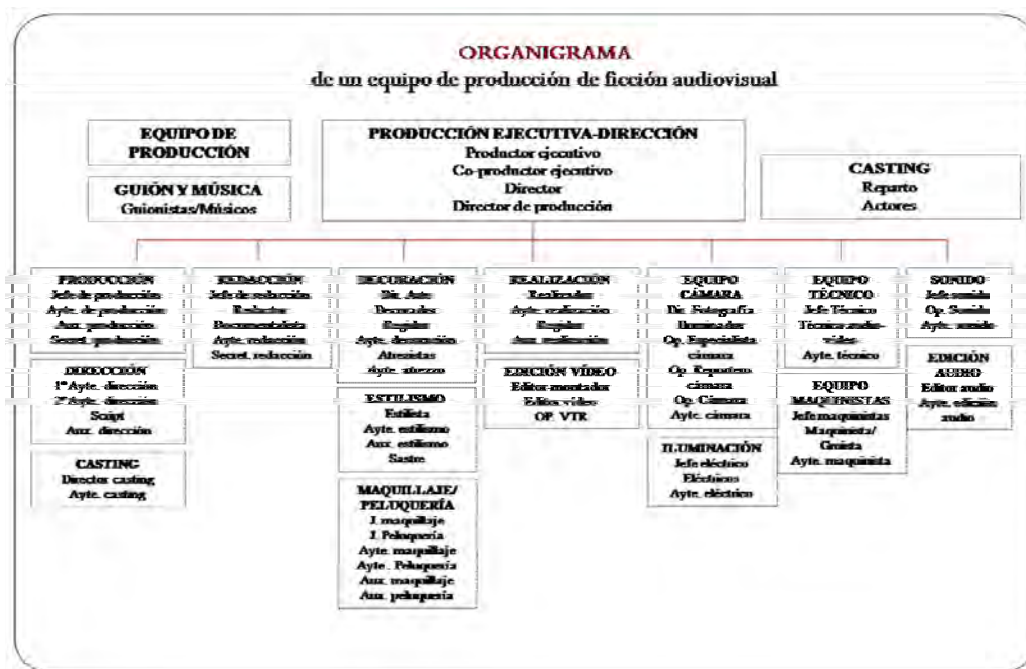 ORGANIGRAMA
de un equipo de producción de ficción audiovisual
EQUIPO DE
PRODUCCIÓN
GUIÓN Y MÚSICA
Guionistas/Músicos
PRODUCCIÓN EJECUTIVA-DIRECCIÓN
Productor ejecutivo
Co-productor ejecutivo
Director
Director de producción
CASTING
Reparto
Actores
PRODUCCIÓN
Jefe de producción
Ayte. de producción
Aux. producción
Secret. producción
DIRECCIÓN
1º Ayte. dirección
2º Ayte. dirección
Script
Aux. dirección
CASTING
Director casting
Ayte. casting
REDACCIÓN
Jefe de redacción
Redactor
Documentalista
Ayte. redacción
Secret. redacción
DECORACIÓN
Dir. Arte
Decorados
Regidor
Ayte. decoración
Atrezistas
Ayte. atrezzo
ESTILISMO
Estilista
Ayte. estilismo
Aux. estilismo
Sastre
MAQUILLAJE/
PELUQUERÍA
J. maquillaje
J. Peluquería
Ayte. maquillaje
Ayte. Peluquería
Aux. maquillaje
Aux. peluquería
REALIZACIÓN
Realizador
Ayte. realización
Regidor
Aux. realización
EDICIÓN VÍDEO
Editor-montador
Editor vídeo
OP. VTR
EQUIPO
CÁMARA
Dir. Fotografía
Iluminador
Op. Especialista
cámara
Op. Reportero
cámara
Op. Cámara
Ayte. cámara
ILUMINACIÓN
Jefe eléctrico
Eléctricos
Ayte. eléctrico
EQUIPO
TÉCNICO
Jefe Técnico
Técnico audio-
vídeo
Ayte. técnico
EQUIPO
MAQUINISTAS
Jefe maquinistas
Maquinista/
Gruista
Ayte. maquinista
SONIDO
Jefe sonido
Op. Sonido
Ayte. sonido
EDICIÓN
AUDIO
Editor audio
Ayte. edición
audio